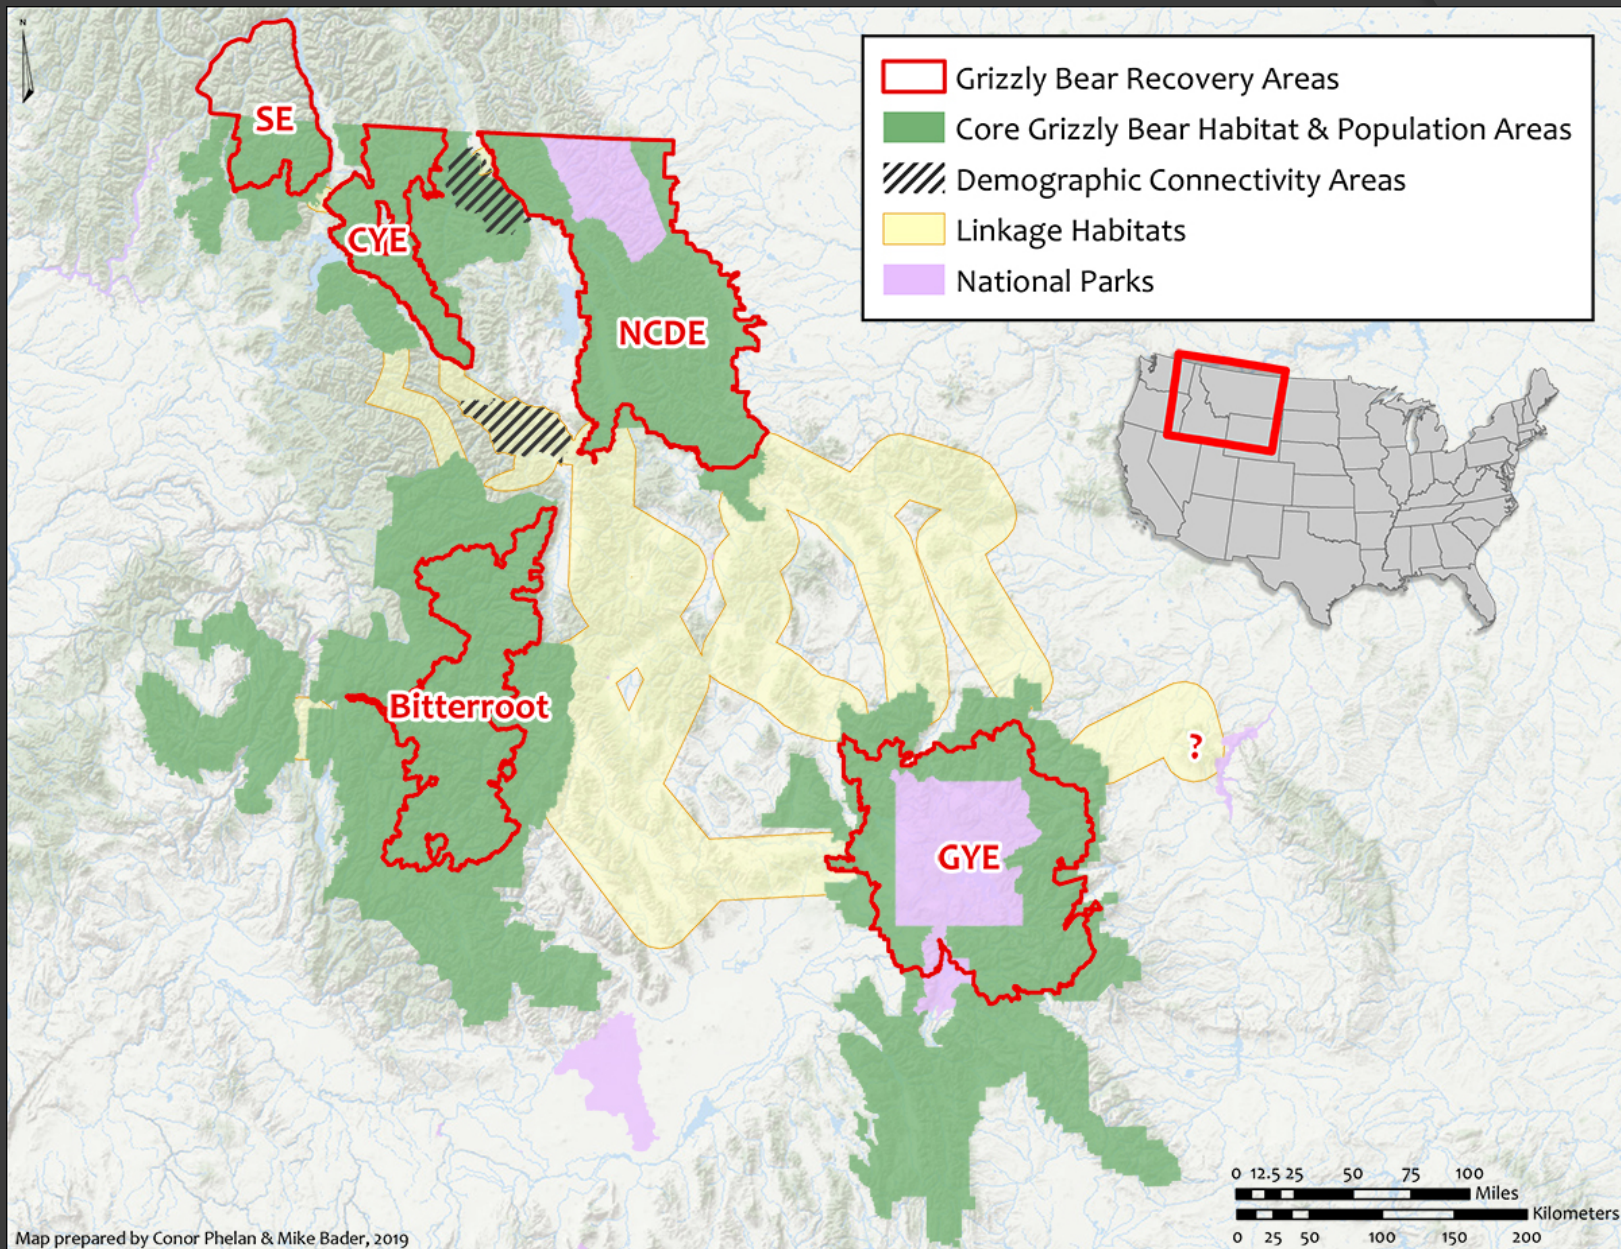 N
Grizzly Bear Recovery Areas
Core Grizzly Bear Habitat & Population Areas
Demographic Connectivity Areas
Linkage Habitats
National Parks
SE
CYE
NCDE
Bitterroot
?
GYE
0 12.5 25 50 75 100
Miles
Kilometers
0 25 50 100 150 200
Map prepared by Conor Phelan & Mike Bader, 2019